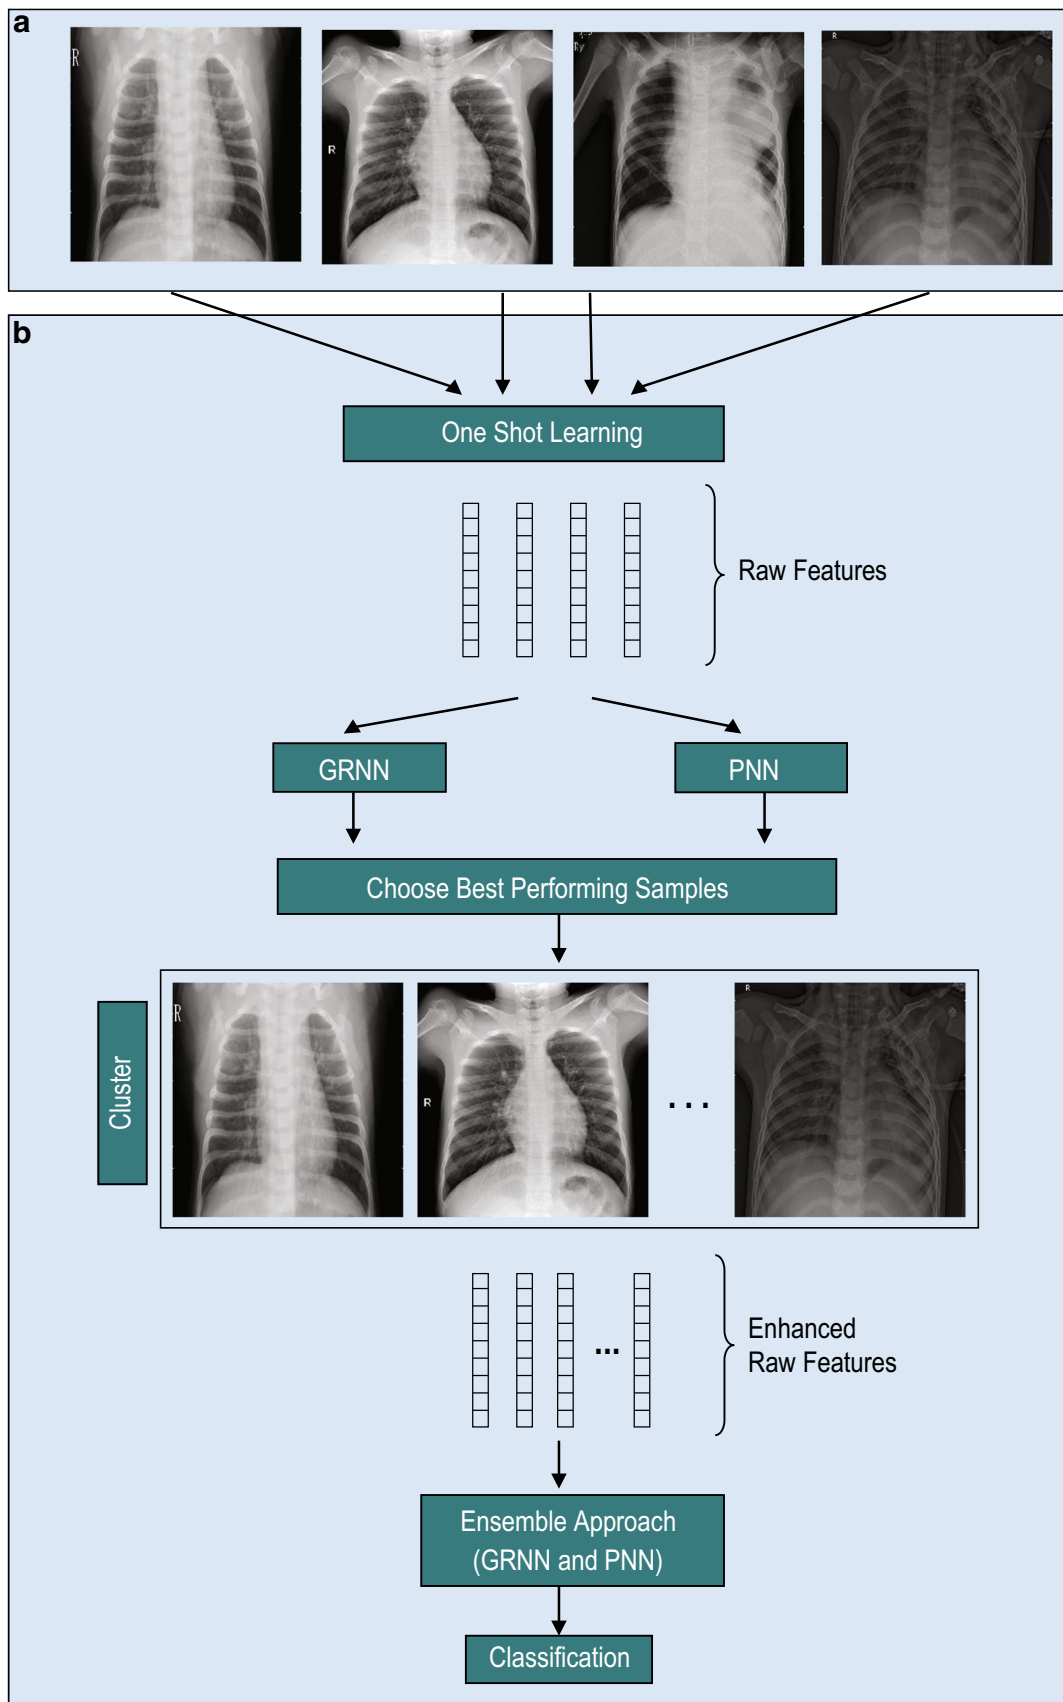 a
R
R
R
b
One Shot Learning
Raw Features
GRNN
PNN
Choose Best Performing Samples
Cluster
R
R
R
. . .
...
Enhanced
Raw Features
Ensemble Approach
(GRNN and PNN)
Classification